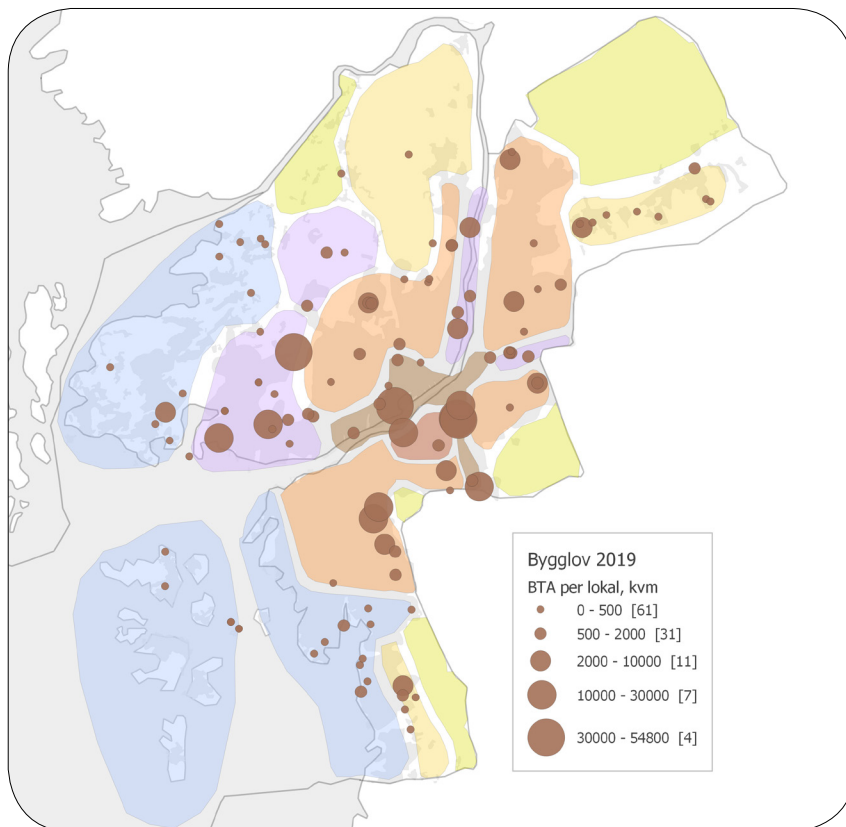 Bygglov 2019
BTA per lokal, kvm
0 - 500 [61]
500 - 2000 [31]
2000 - 10000 [11]
10000 - 30000 [7]
30000 - 54800 [4]